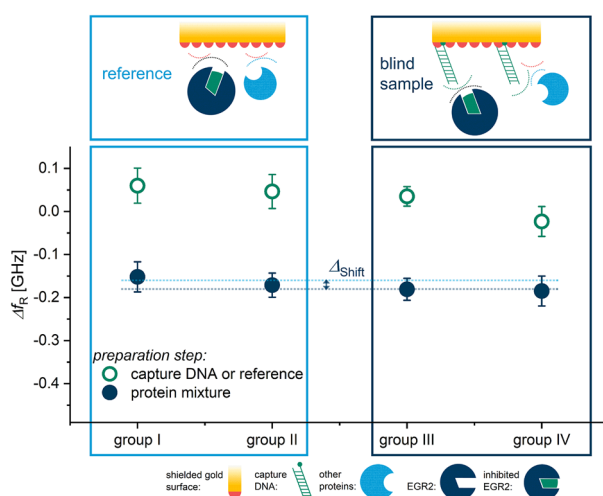 reference
blind
sample
0.1
0.0
-0.1
-0.2
-0.3
-0.4
Δf_R [GHz]
Δ_Shift
preparation step:
capture DNA or reference
protein mixture
group I group II group III group IV
shielded gold
surface:
capture
DNA:
other
proteins:
EGR2:
inhibited
EGR2: